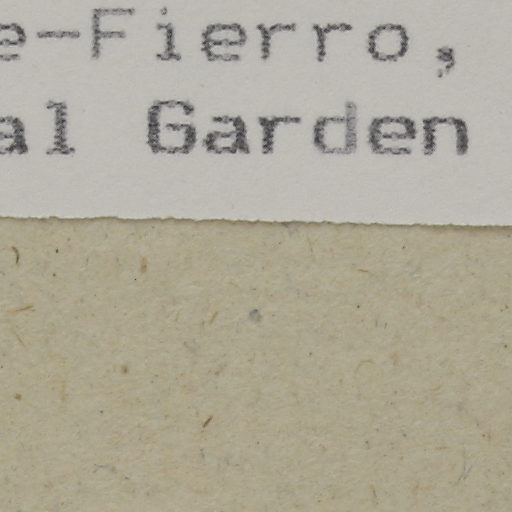 e-Fierro,
al Garden